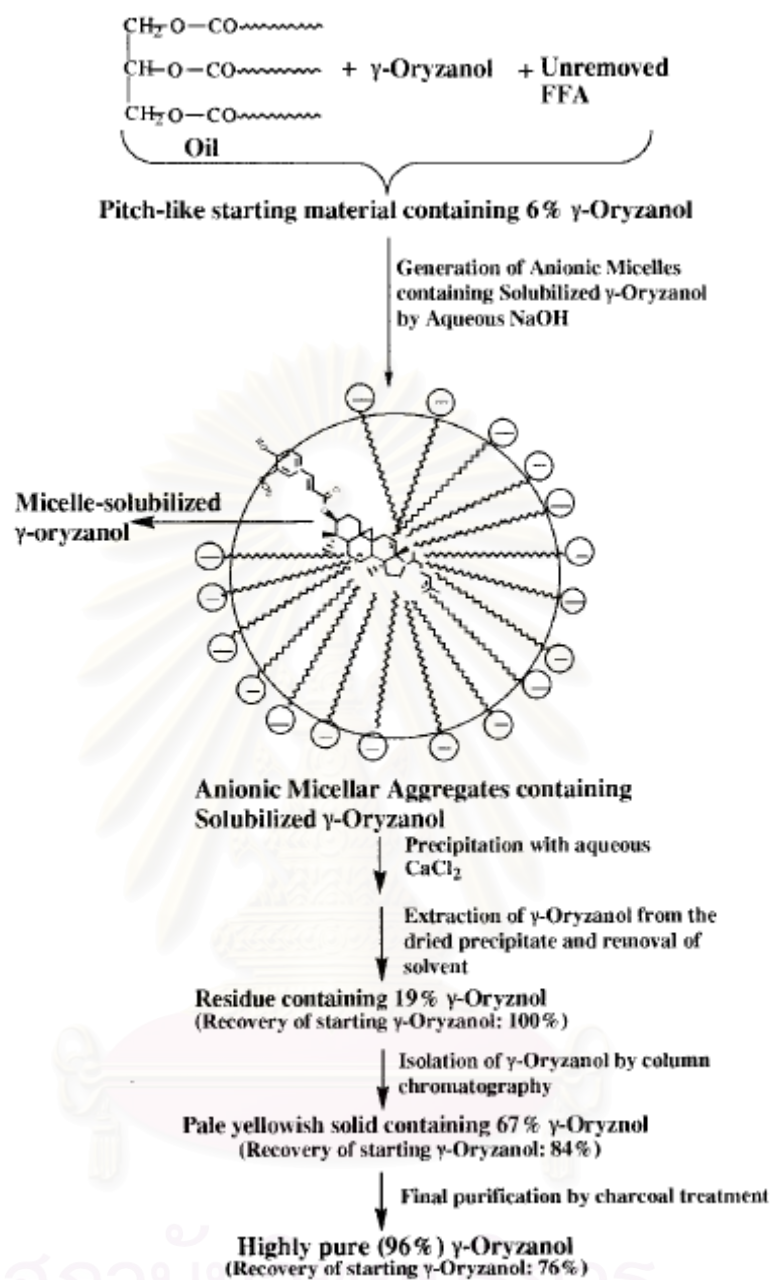 CH2-O-CO
CH-O-CO + γ-Oryzanol + Unremoved
FFA
CH2-O-CO
Oil
Pitch-like starting material containing 6% γ-Oryzanol
Generation of Anionic Micelles
containing Solubilized γ-Oryzanol
by Aqueous NaOH
Micelle-solubilized
γ-oryzanol
Anionic Micellar Aggregates containing
Solubilized γ-Oryzanol
Precipitation with aqueous
CaCl2
Extraction of γ-Oryzanol from the
dried precipitate and removal of
solvent
Residue containing 19% γ-Oryznol
(Recovery of starting γ-Oryzanol: 100%)
Isolation of γ-Oryzanol by column
chromatography
Pale yellowish solid containing 67% γ-Oryznol
(Recovery of starting γ-Oryzanol: 84%)
Final purification by charcoal treatment
Highly pure (96%) γ-Oryzanol
(Recovery of starting γ-Oryzanol: 76%)